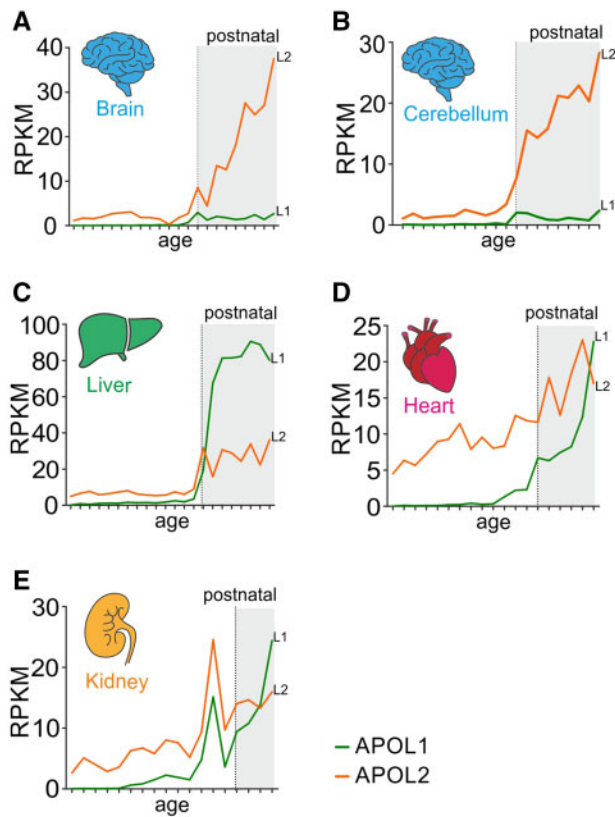 A
postnatal
40
30
20
10
0
RPKM
Brain
L2
L1
age
B
postnatal
30
20
10
0
RPKM
Cerebellum
L2
L1
age
C
postnatal
100
80
60
40
20
0
RPKM
Liver
L1
L2
age
D
postnatal
25
20
15
10
5
0
RPKM
Heart
L1
L2
age
E
postnatal
30
20
10
0
RPKM
Kidney
L1
L2
age
APOL1
APOL2